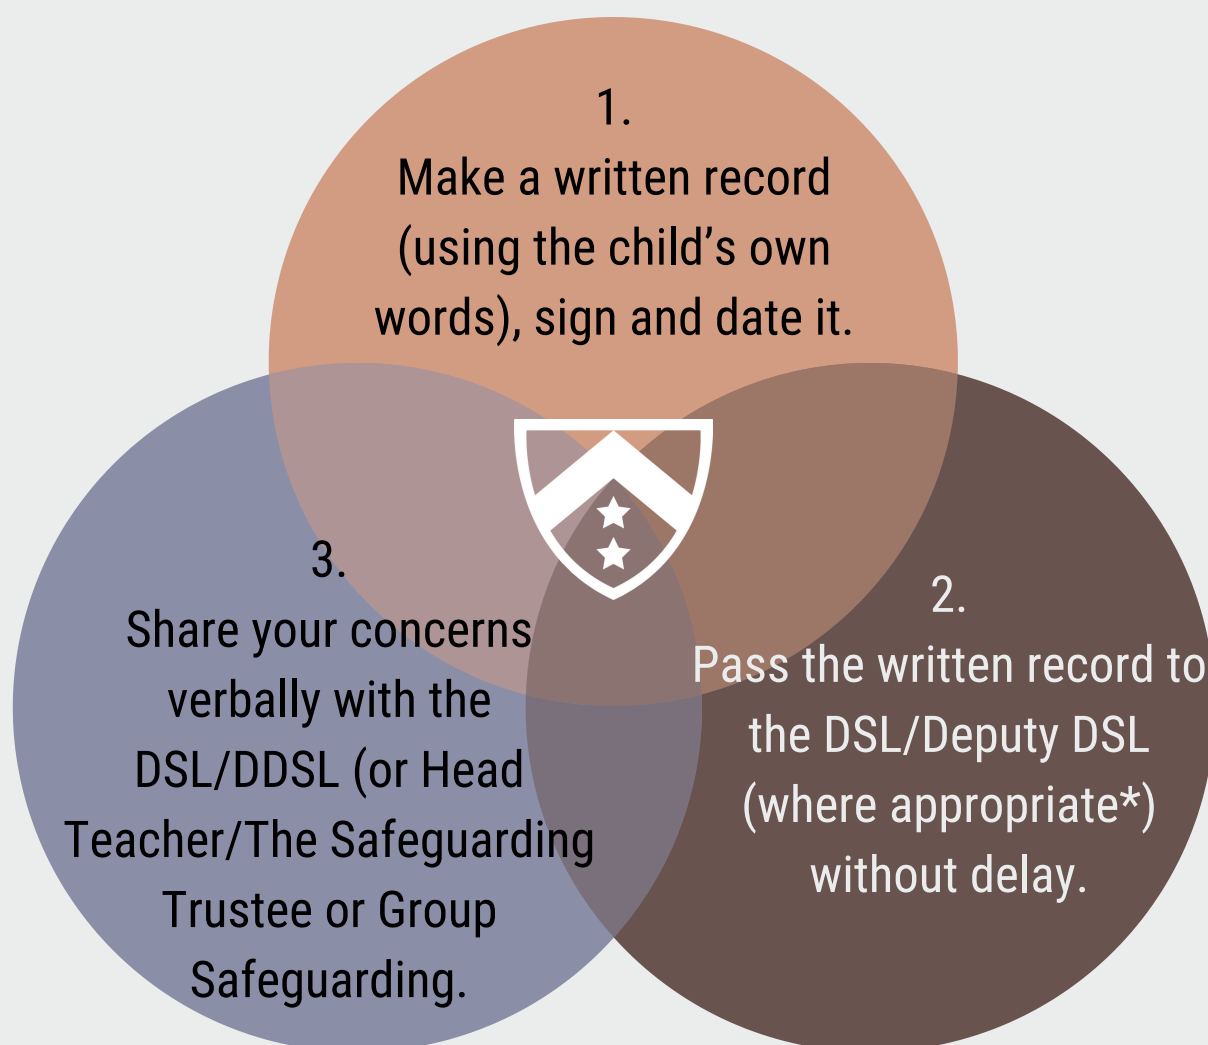 1.
Make a written record
(using the child’s own
words), sign and date it.
2.
Pass the written record to
the DSL/Deputy DSL
(where appropriate*)
without delay.
3.
Share your concerns
verbally with the
DSL/DDSL (or Head
Teacher/The Safeguarding
Trustee or Group
Safeguarding.